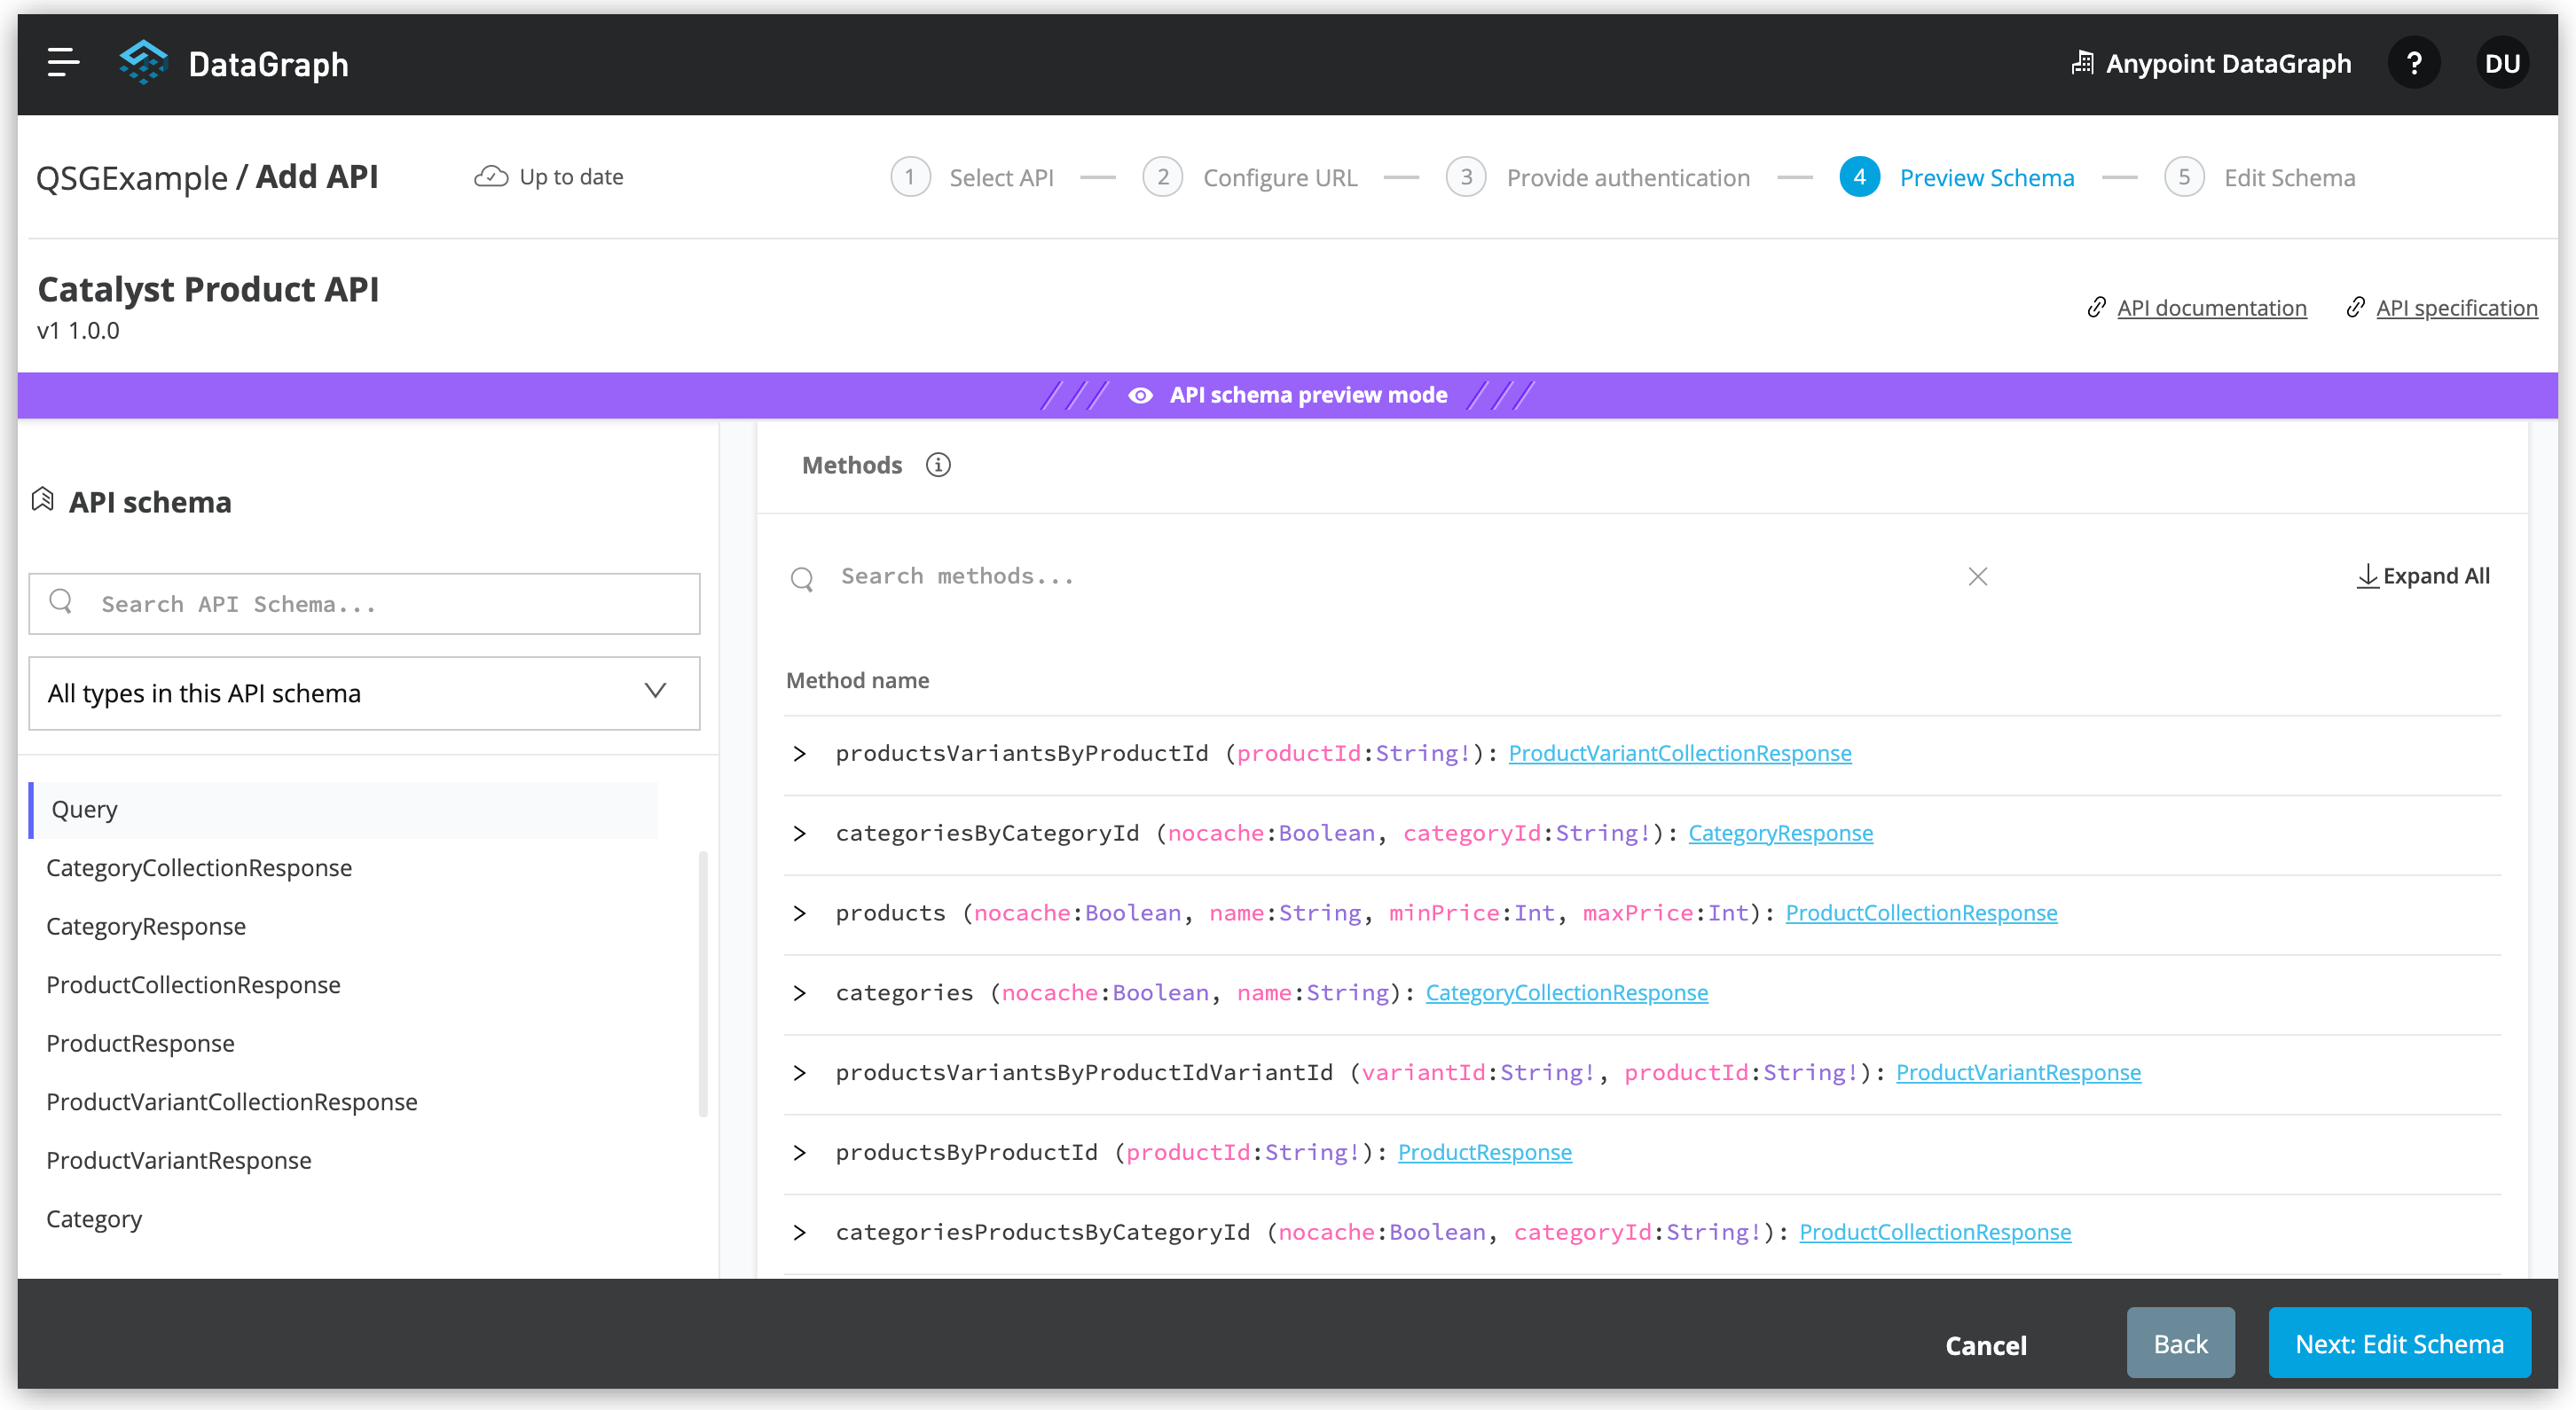 DataGraph
Anypoint DataGraph ? DU
QSGExample / Add API
Up to date
1 Select API
2 Configure URL
3 Provide authentication
4 Preview Schema
5 Edit Schema
Catalyst Product API
v1 1.0.0
API documentation
API specification
API schema preview mode
API schema
Search API Schema...
All types in this API schema
Query
CategoryCollectionResponse
CategoryResponse
ProductCollectionResponse
ProductResponse
ProductVariantCollectionResponse
ProductVariantResponse
Category
Methods
Search methods...
Expand All
Method name
productsVariantsByProductId (productId:String!): ProductVariantCollectionResponse
categoriesByCategoryId (nocache:Boolean, categoryId:String!): CategoryResponse
products (nocache:Boolean, name:String, minPrice:Int, maxPrice:Int): ProductCollectionResponse
categories (nocache:Boolean, name:String): CategoryCollectionResponse
productsVariantsByProductIdVariantId (variantId:String!, productId:String!): ProductVariantResponse
productsByProductId (productId:String!): ProductResponse
categoriesProductsByCategoryId (nocache:Boolean, categoryId:String!): ProductCollectionResponse
Cancel
Back
Next: Edit Schema